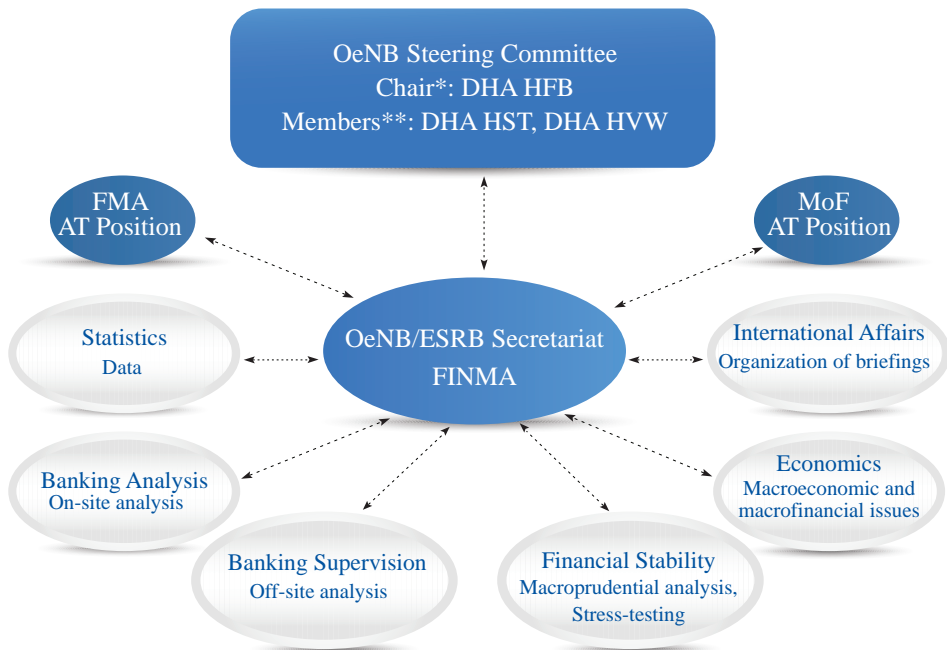 OeNB Steering Committee
Chair*: DHA HFB
Members**: DHA HST, DHA HVW
FMA
AT Position
MoF
AT Position
Statistics
Data
OeNB/ESRB Secretariat
FINMA
International Affairs
Organization of briefings
Banking Analysis
On-site analysis
Economics
Macroeconomic and
macrofinancial issues
Banking Supervision
Off-site analysis
Financial Stability
Macroprudential analysis,
Stress-testing